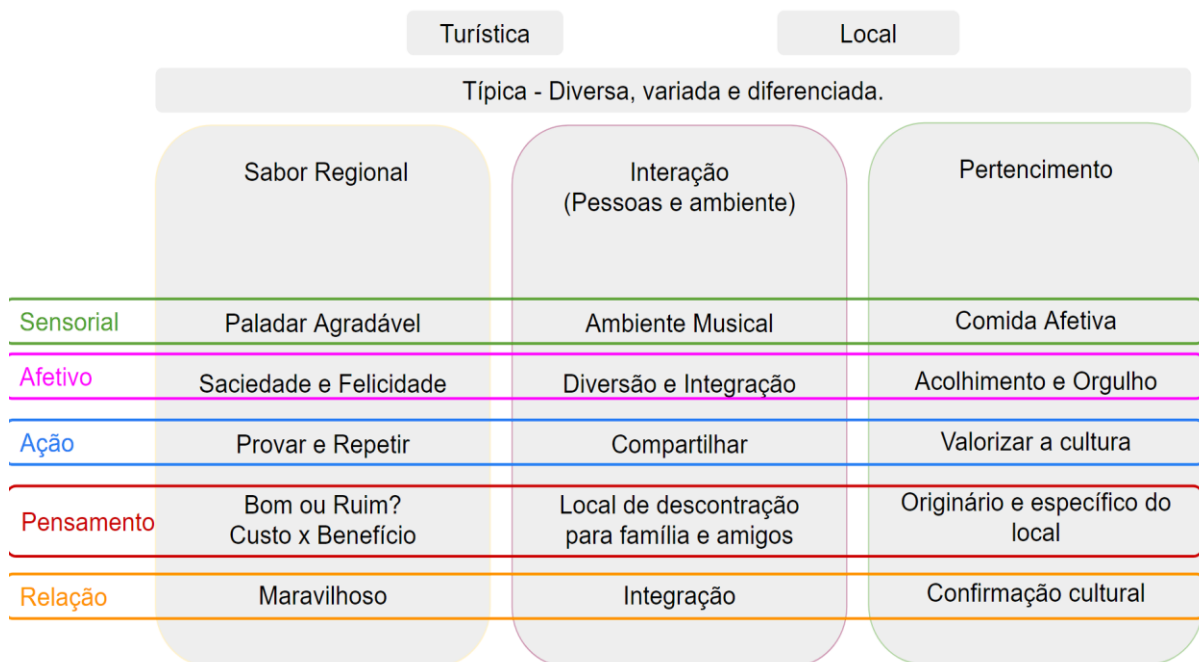 Turística
Local
Típica - Diversa, variada e diferenciada.
Sabor Regional
Interação
(Pessoas e ambiente)
Pertencimento
Sensorial
Paladar Agradável
Ambiente Musical
Comida Afetiva
Afetivo
Saciedade e Felicidade
Diversão e Integração
Acolhimento e Orgulho
Ação
Provar e Repetir
Compartilhar
Valorizar a cultura
Pensamento
Bom ou Ruim?
Custo x Benefício
Local de descontração
para família e amigos
Originário e específico do
local
Relação
Maravilhoso
Integração
Confirmação cultural